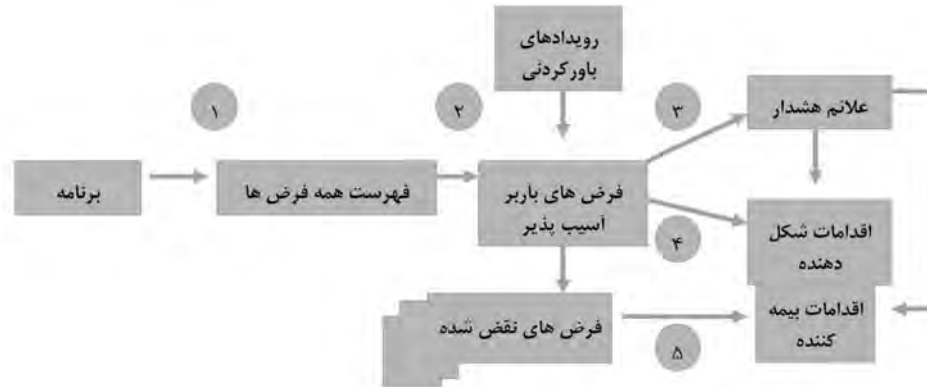 رویدادهای
باورکردنی
۱
۲
۳
علائم هشدار
برنامه
فهرست همه فرض ها
فرض های باربر
آسیب پذیر
۴
اقدامات شکل
دهنده
فرض های نقض شده
۵
اقدامات بیمه
کننده